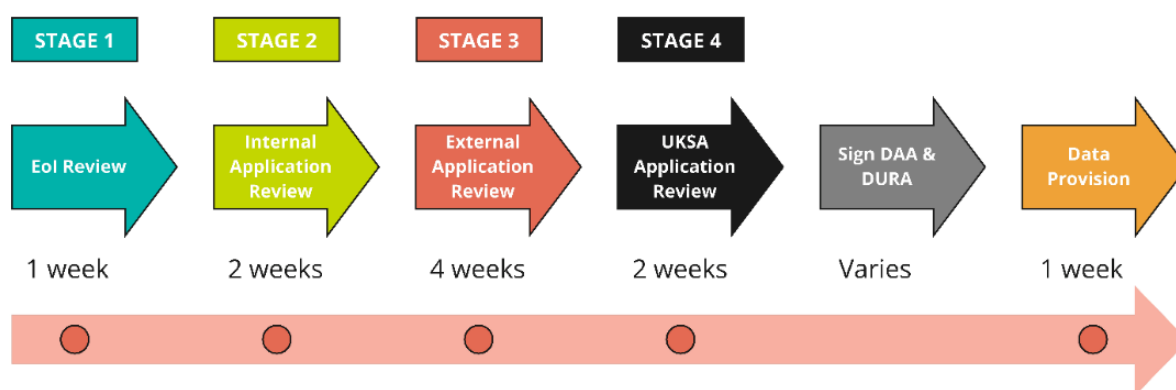 STAGE 1
STAGE 2
STAGE 3
STAGE 4
EoI Review
Internal
Application
Review
External
Application
Review
UKSA
Application
Review
Sign DAA &
DURA
Data
Provision
1 week
2 weeks
4 weeks
2 weeks
Varies
1 week